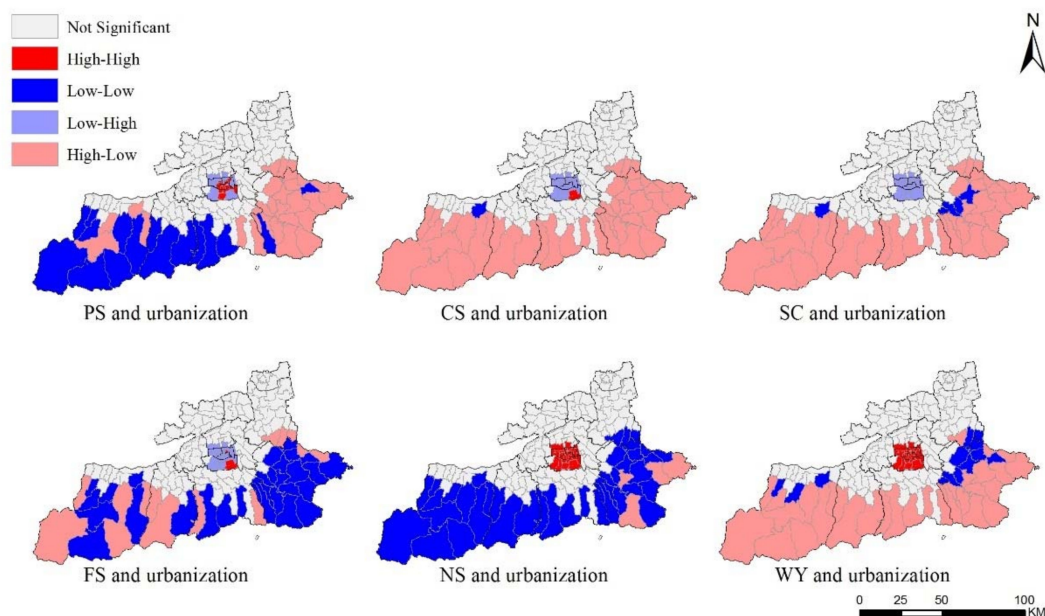 Not Significant
High-High
Low-Low
Low-High
High-Low
N
PS and urbanization
CS and urbanization
SC and urbanization
FS and urbanization
NS and urbanization
WY and urbanization
0 25 50 100
KM